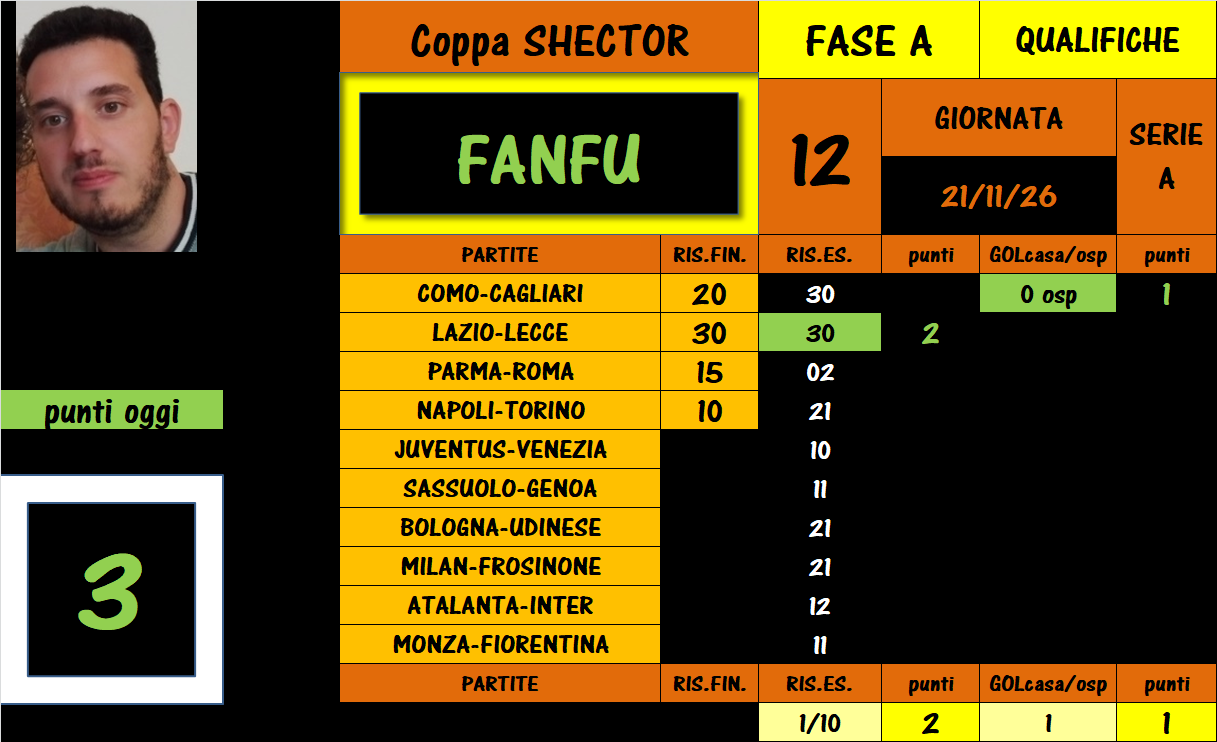 Coppa SHECTOR FASE A QUALIFICHE
FANFU 12 GIORNATA SERIE A
21/11/26
PARTITE RIS.FIN. RIS.ES. punti GOLcasa/osp punti
COMO-CAGLIARI 20 30 0 osp 1
LAZIO-LECCE 30 30 2
PARMA-ROMA 15 02
punti oggi
NAPOLI-TORINO 10 21
JUVENTUS-VENEZIA 10
SASSUOLO-GENOA 11
BOLOGNA-UDINESE 21
3
MILAN-FROSINONE 21
ATALANTA-INTER 12
MONZA-FIORENTINA 11
PARTITE RIS.FIN. RIS.ES. punti GOLcasa/osp punti
1/10 2 1 1